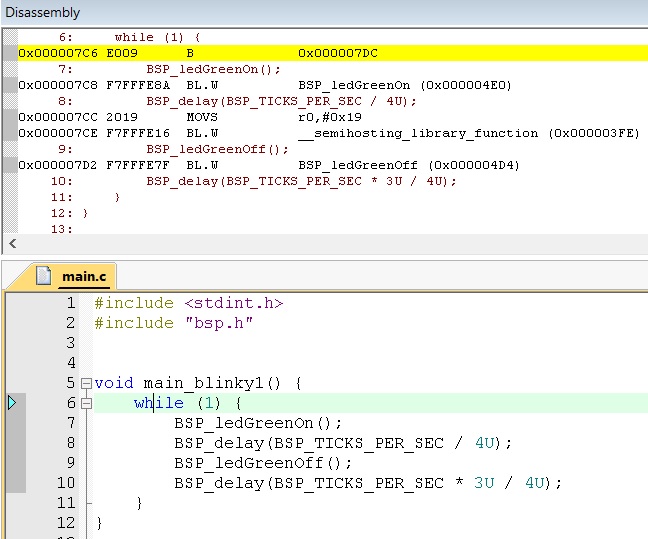 Disassembly
6: while (1) {
0x000007C6 E009 B 0x000007DC
7: BSP_ledGreenOn();
0x000007C8 F7FFFE8A BL.W BSP_ledGreenOn (0x000004E0)
8: BSP_delay(BSP_TICKS_PER_SEC / 4U);
0x000007CC 2019 MOVS r0,#0x19
0x000007CE F7FFFE16 BL.W __semihosting_library_function (0x000003FE)
9: BSP_ledGreenOff();
0x000007D2 F7FFFE7F BL.W BSP_ledGreenOff (0x000004D4)
10: BSP_delay(BSP_TICKS_PER_SEC * 3U / 4U);
11: }
12: }
13:
main.c
1 #include <stdint.h>
2 #include "bsp.h"
3
4
5 void main_blinky1() {
6 while (1) {
7 BSP_ledGreenOn();
8 BSP_delay(BSP_TICKS_PER_SEC / 4U);
9 BSP_ledGreenOff();
10 BSP_delay(BSP_TICKS_PER_SEC * 3U / 4U);
11 }
12 }